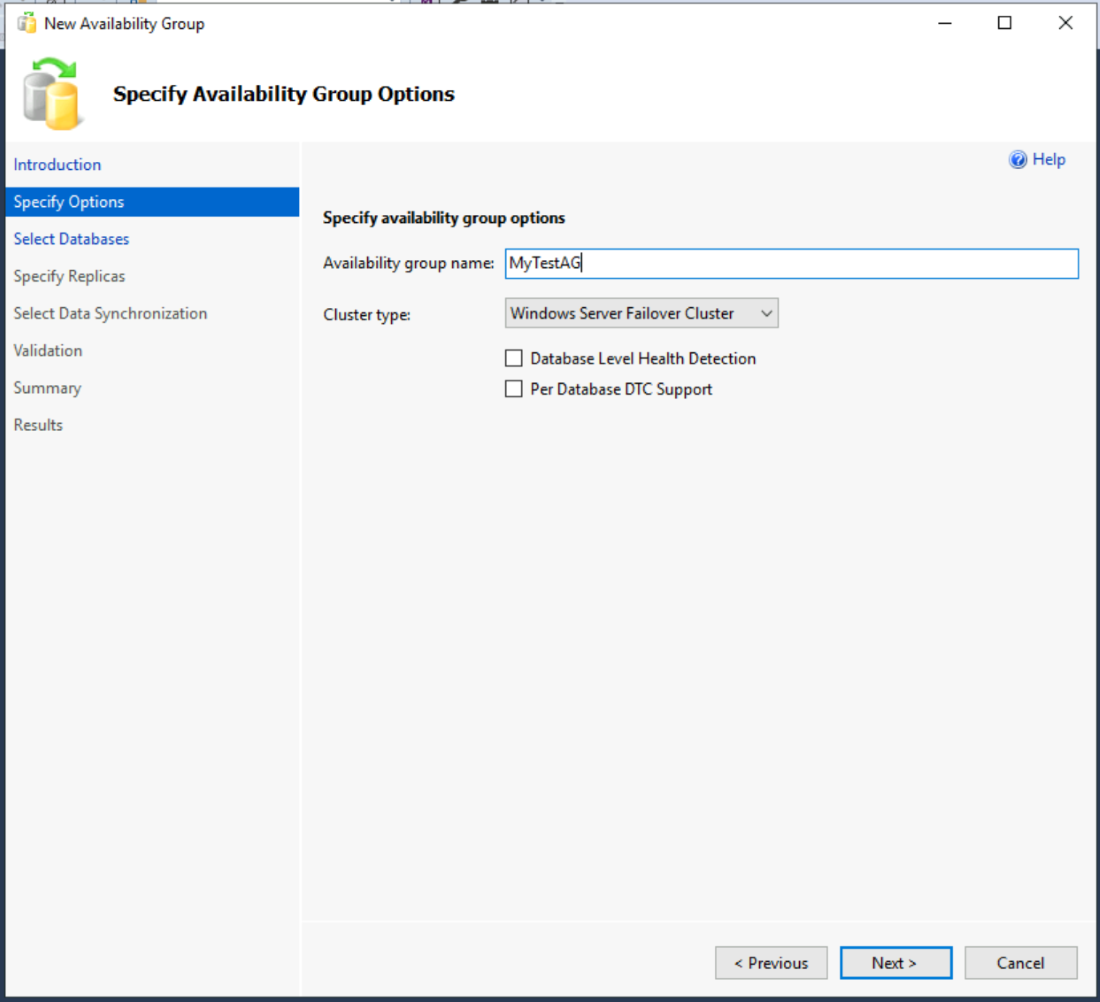 New Availability Group
Specify Availability Group Options
Introduction
Specify Options
Select Databases
Specify Replicas
Select Data Synchronization
Validation
Summary
Results
Help
Specify availability group options
Availability group name: MyTestAG
Cluster type: Windows Server Failover Cluster
Database Level Health Detection
Per Database DTC Support
< Previous Next > Cancel